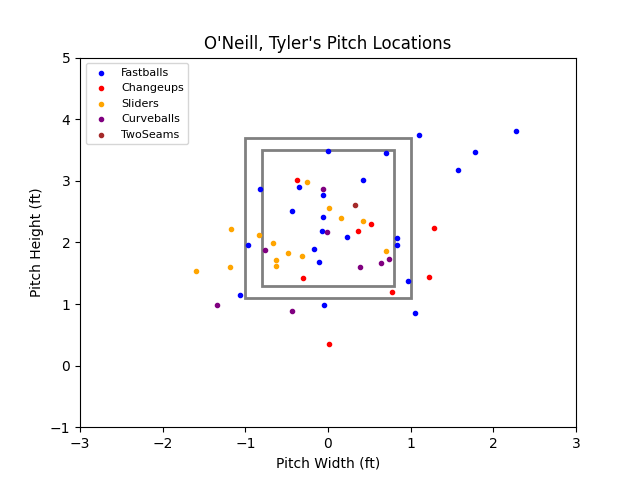 O'Neill, Tyler's Pitch Locations
Fastballs
Changeups
Sliders
Curveballs
TwoSeams
5
4
3
2
1
0
−1
Pitch Height (ft)
−3
−2
−1
0
1
2
3
Pitch Width (ft)